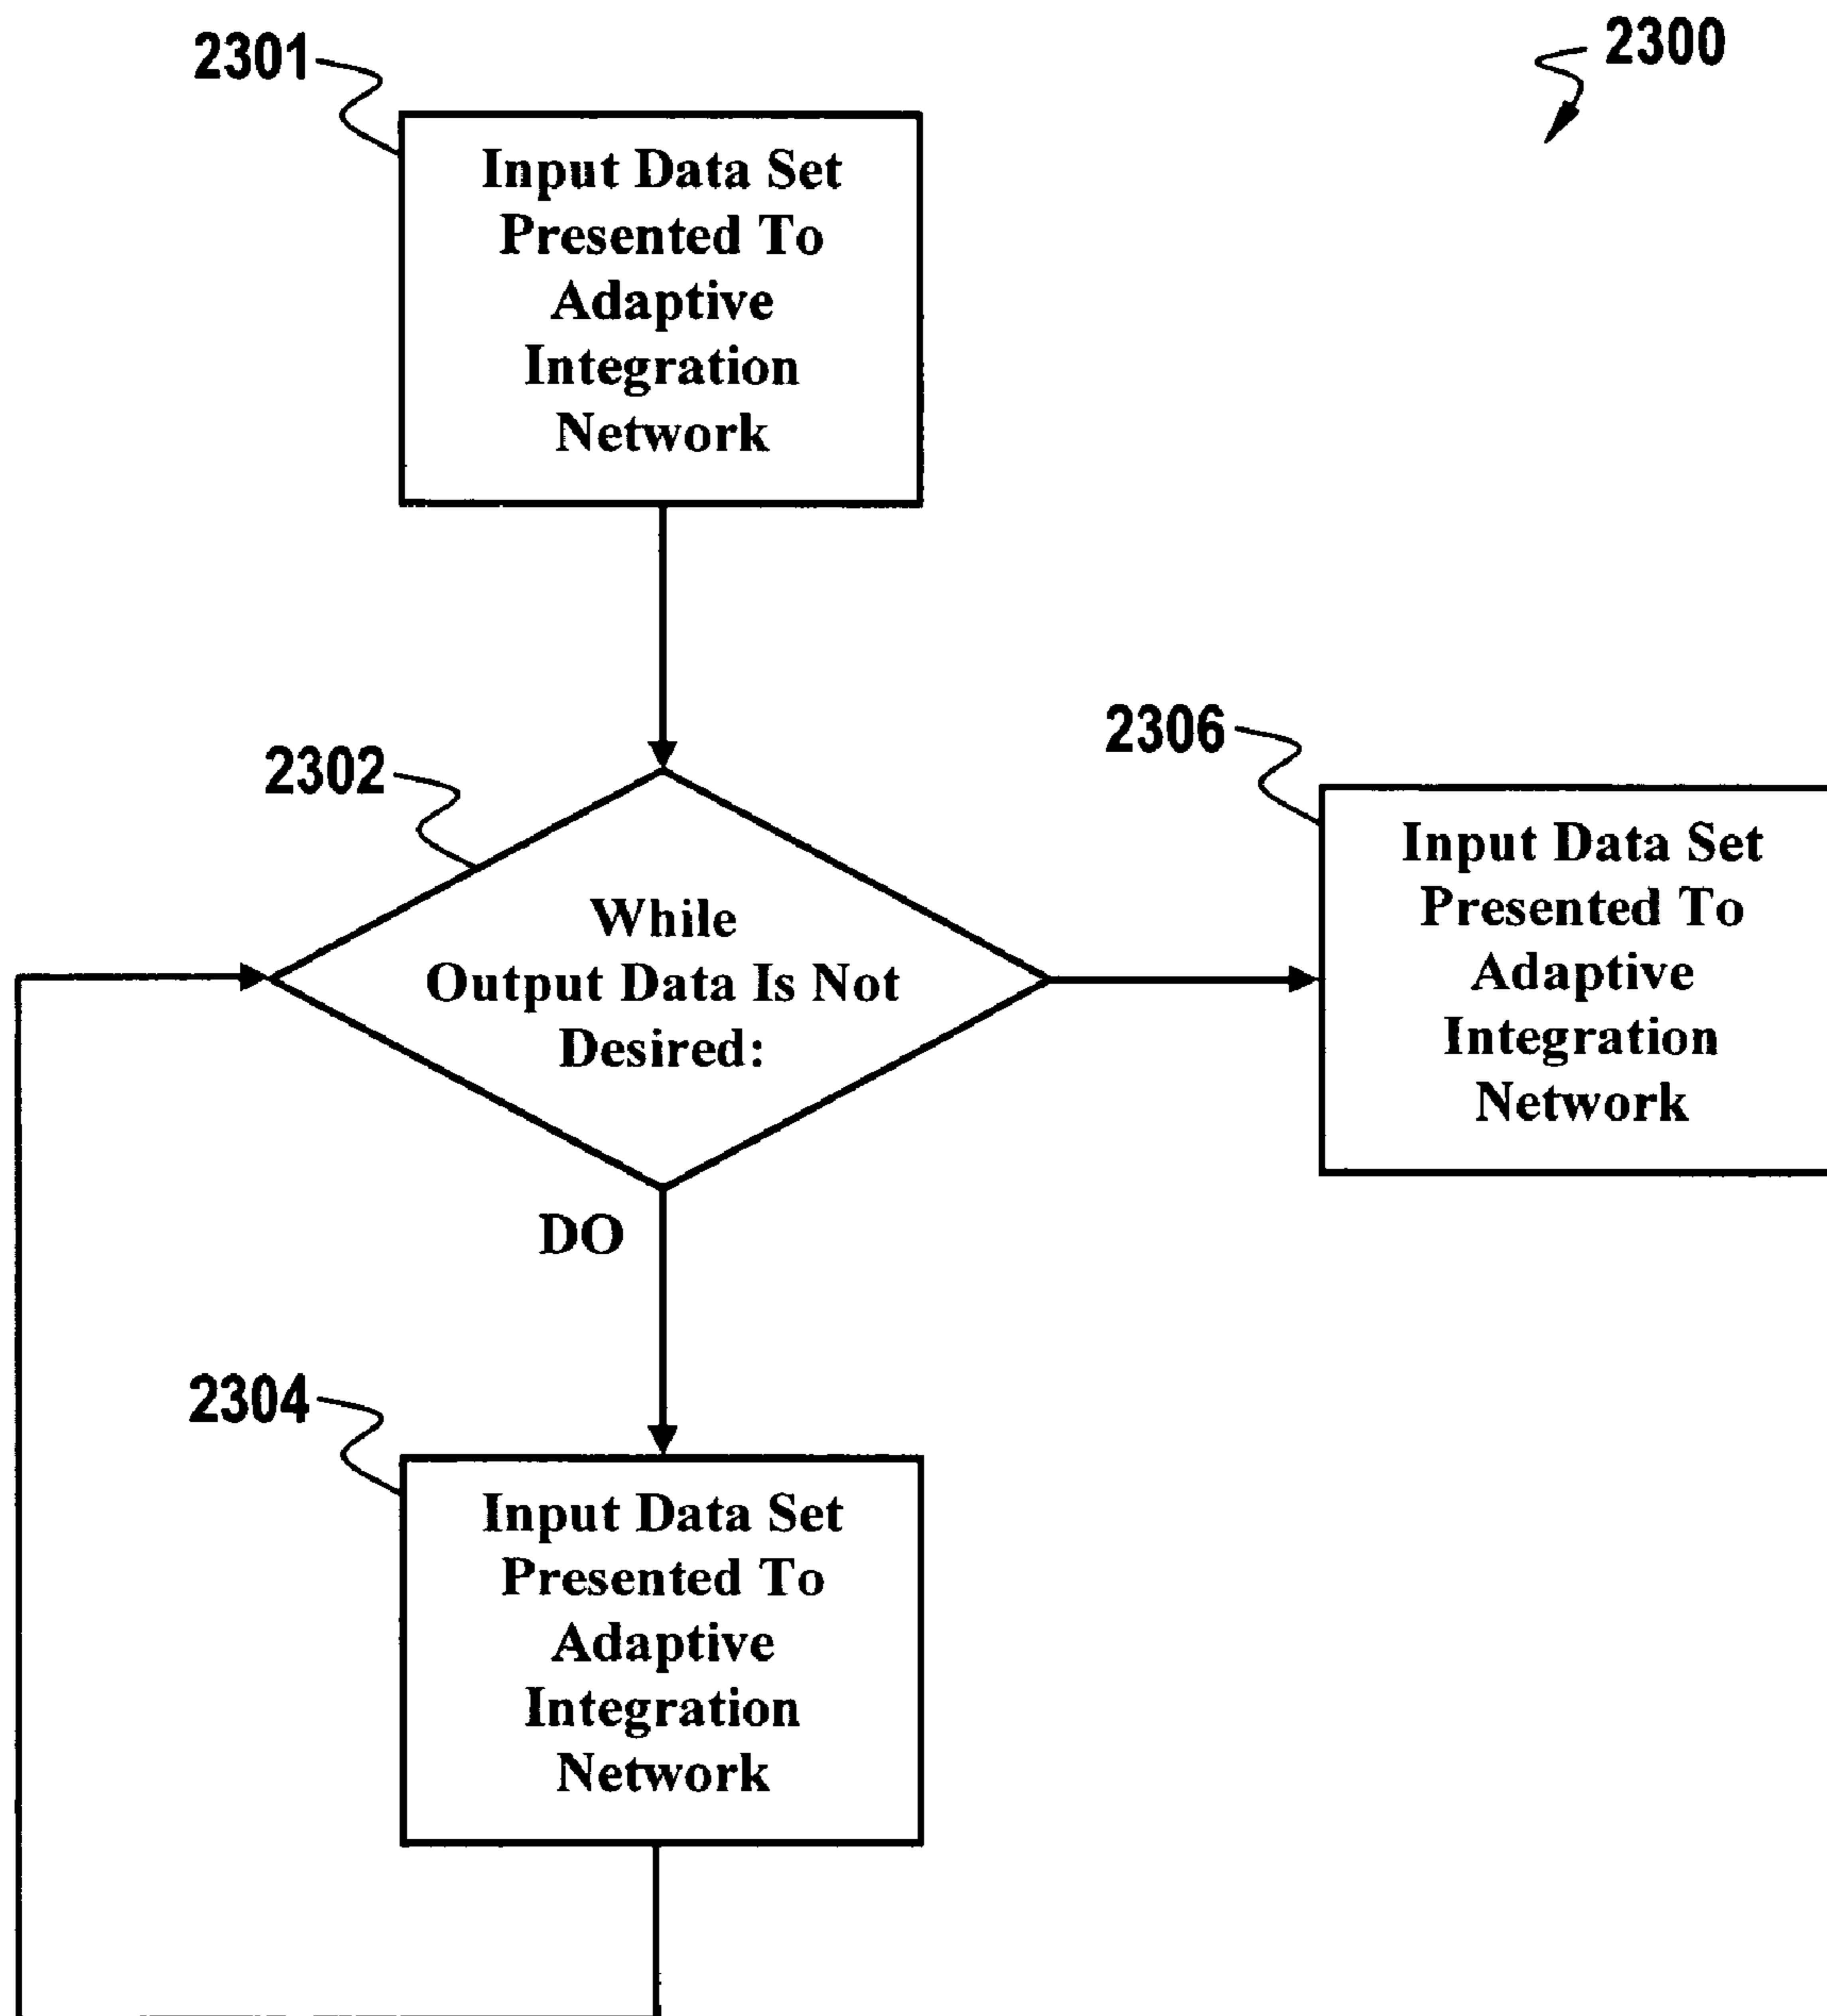 2301
2300
Input Data Set
Presented To
Adaptive
Integration
Network
2302
2306
While
Output Data Is Not
Desired:
Input Data Set
Presented To
Adaptive
Integration
Network
DO
2304
Input Data Set
Presented To
Adaptive
Integration
Network